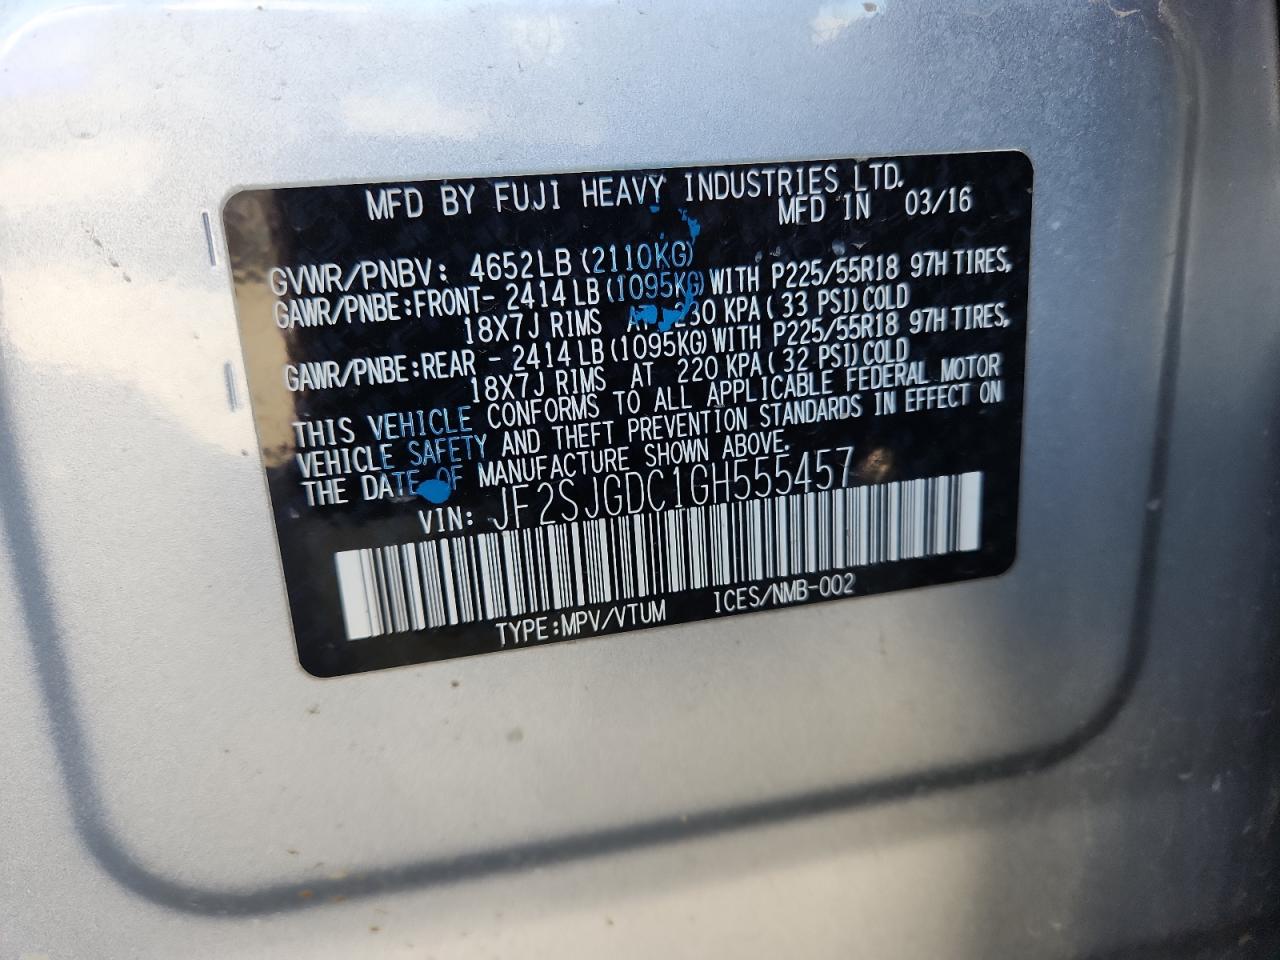 MFD BY FUJI HEAVY INDUSTRIES LTD.
MFD IN 03/16
GVWR/PNBV: 4652LB(2110KG)
GAWR/PNBE:FRONT- 2414LB(1095KG)WITH P225/55R18 97H TIRES,
18X7J RIMS AT 230 KPA( 33 PSI)COLD
GAWR/PNBE:REAR - 2414LB(1095KG)WITH P225/55R18 97H TIRES,
18X7J RIMS AT 220 KPA( 32 PSI)COLD
THIS VEHICLE CONFORMS TO ALL APPLICABLE FEDERAL MOTOR
VEHICLE SAFETY AND THEFT PREVENTION STANDARDS IN EFFECT ON
THE DATE OF MANUFACTURE SHOWN ABOVE.
VIN: JF2SJGDC1GH555457
TYPE:MPV/VTUM ICES/NMB-002